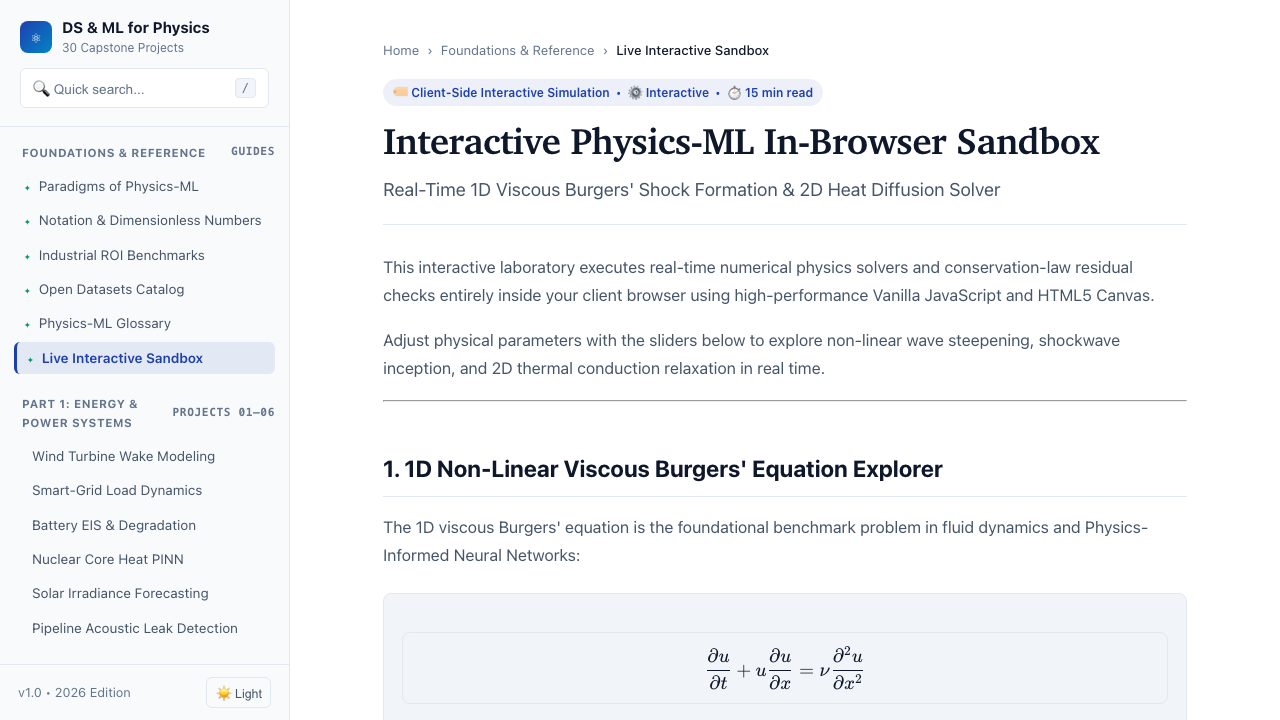 DS & ML for Physics
30 Capstone Projects
Quick search...
/
FOUNDATIONS & REFERENCE
GUIDES
Paradigms of Physics-ML
Notation & Dimensionless Numbers
Industrial ROI Benchmarks
Open Datasets Catalog
Physics-ML Glossary
Live Interactive Sandbox
PART 1: ENERGY &
POWER SYSTEMS
PROJECTS 01–06
Wind Turbine Wake Modeling
Smart-Grid Load Dynamics
Battery EIS & Degradation
Nuclear Core Heat PINN
Solar Irradiance Forecasting
Pipeline Acoustic Leak Detection
v1.0 • 2026 Edition
Light
Home › Foundations & Reference › Live Interactive Sandbox
Client-Side Interactive Simulation • Interactive • 15 min read
Interactive Physics-ML In-Browser Sandbox
Real-Time 1D Viscous Burgers' Shock Formation & 2D Heat Diffusion Solver
This interactive laboratory executes real-time numerical physics solvers and conservation-law residual
checks entirely inside your client browser using high-performance Vanilla JavaScript and HTML5 Canvas.
Adjust physical parameters with the sliders below to explore non-linear wave steepening, shockwave
inception, and 2D thermal conduction relaxation in real time.
1. 1D Non-Linear Viscous Burgers' Equation Explorer
The 1D viscous Burgers' equation is the foundational benchmark problem in fluid dynamics and Physics-
Informed Neural Networks:
∂u/∂t + u ∂u/∂x = ν ∂²u/∂x²